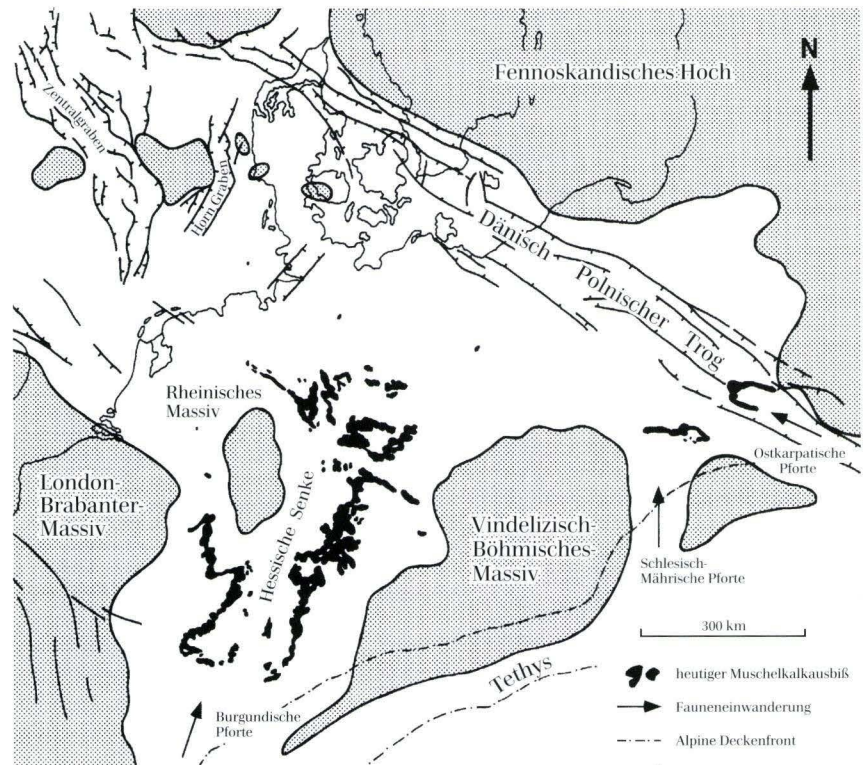 Fennoskandisches Hoch
N
Zentralgraben
Horn Graben
Dänisch
Polnischer
Trog
Rheinisches
Massiv
Ostkarpatische
Pforte
London-
Brabanter-
Massiv
Hessische Senke
Vindelizisch-
Böhmisches-
Massiv
Schlesisch-
Mährische Pforte
300 km
Tethys
heutiger Muschelkalkausbiß
Burgundische
Pforte
Fauneneinwanderung
Alpine Deckenfront